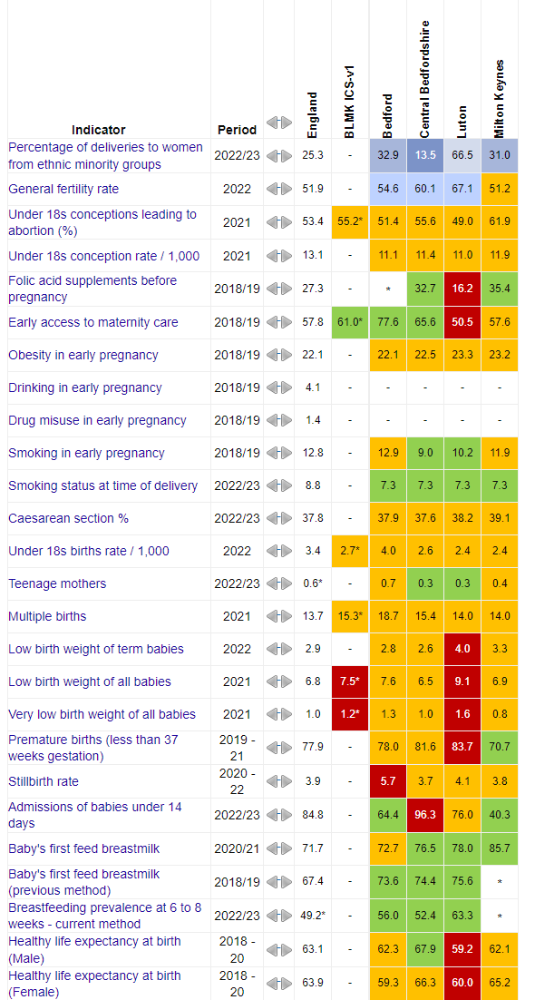 Indicator Period England BLMK ICS-v1 Bedford Central Bedfordshire Luton Milton Keynes
Percentage of deliveries to women
from ethnic minority groups 2022/23 25.3 - 32.9 13.5 66.5 31.0
General fertility rate 2022 51.9 - 54.6 60.1 67.1 51.2
Under 18s conceptions leading to
abortion (%) 2021 53.4 55.2* 51.4 55.6 49.0 61.9
Under 18s conception rate / 1,000 2021 13.1 - 11.1 11.4 11.0 11.9
Folic acid supplements before
pregnancy 2018/19 27.3 - * 32.7 16.2 35.4
Early access to maternity care 2018/19 57.8 61.0* 77.6 65.6 50.5 57.6
Obesity in early pregnancy 2018/19 22.1 - 22.1 22.5 23.3 23.2
Drinking in early pregnancy 2018/19 4.1 - - - - -
Drug misuse in early pregnancy 2018/19 1.4 - - - - -
Smoking in early pregnancy 2018/19 12.8 - 12.9 9.0 10.2 11.9
Smoking status at time of delivery 2022/23 8.8 - 7.3 7.3 7.3 7.3
Caesarean section % 2022/23 37.8 - 37.9 37.6 38.2 39.1
Under 18s births rate / 1,000 2022 3.4 2.7* 4.0 2.6 2.4 2.4
Teenage mothers 2022/23 0.6* - 0.7 0.3 0.3 0.4
Multiple births 2021 13.7 15.3* 18.7 15.4 14.0 14.0
Low birth weight of term babies 2022 2.9 - 2.8 2.6 4.0 3.3
Low birth weight of all babies 2021 6.8 7.5* 7.6 6.5 9.1 6.9
Very low birth weight of all babies 2021 1.0 1.2* 1.3 1.0 1.6 0.8
Premature births (less than 37
weeks gestation) 2019 - 21 77.9 - 78.0 81.6 83.7 70.7
Stillbirth rate 2020 - 22 3.9 - 5.7 3.7 4.1 3.8
Admissions of babies under 14
days 2022/23 84.8 - 64.4 96.3 76.0 40.3
Baby's first feed breastmilk 2020/21 71.7 - 72.7 76.5 78.0 85.7
Baby's first feed breastmilk
(previous method) 2018/19 67.4 - 73.6 74.4 75.6 *
Breastfeeding prevalence at 6 to 8
weeks - current method 2022/23 49.2* - 56.0 52.4 63.3 *
Healthy life expectancy at birth
(Male) 2018 - 20 63.1 - 62.3 67.9 59.2 62.1
Healthy life expectancy at birth
(Female) 2018 - 20 63.9 - 59.3 66.3 60.0 65.2